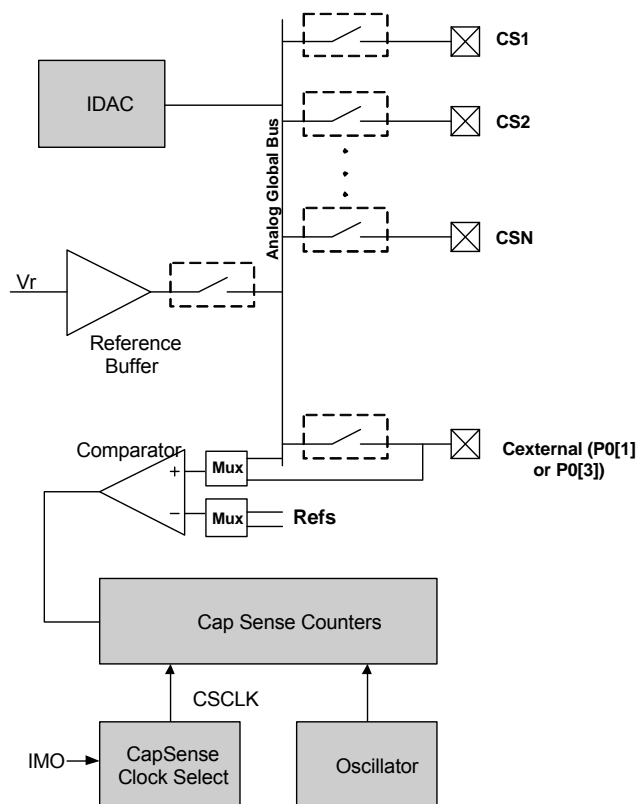 CS1
IDAC
CS2
Analog Global Bus
CSN
Vr
Reference
Buffer
Comparator
+
Mux
Cexternal (P0[1]
or P0[3])
–
Mux
Refs
Cap Sense Counters
CSCLK
IMO
CapSense
Clock Select
Oscillator